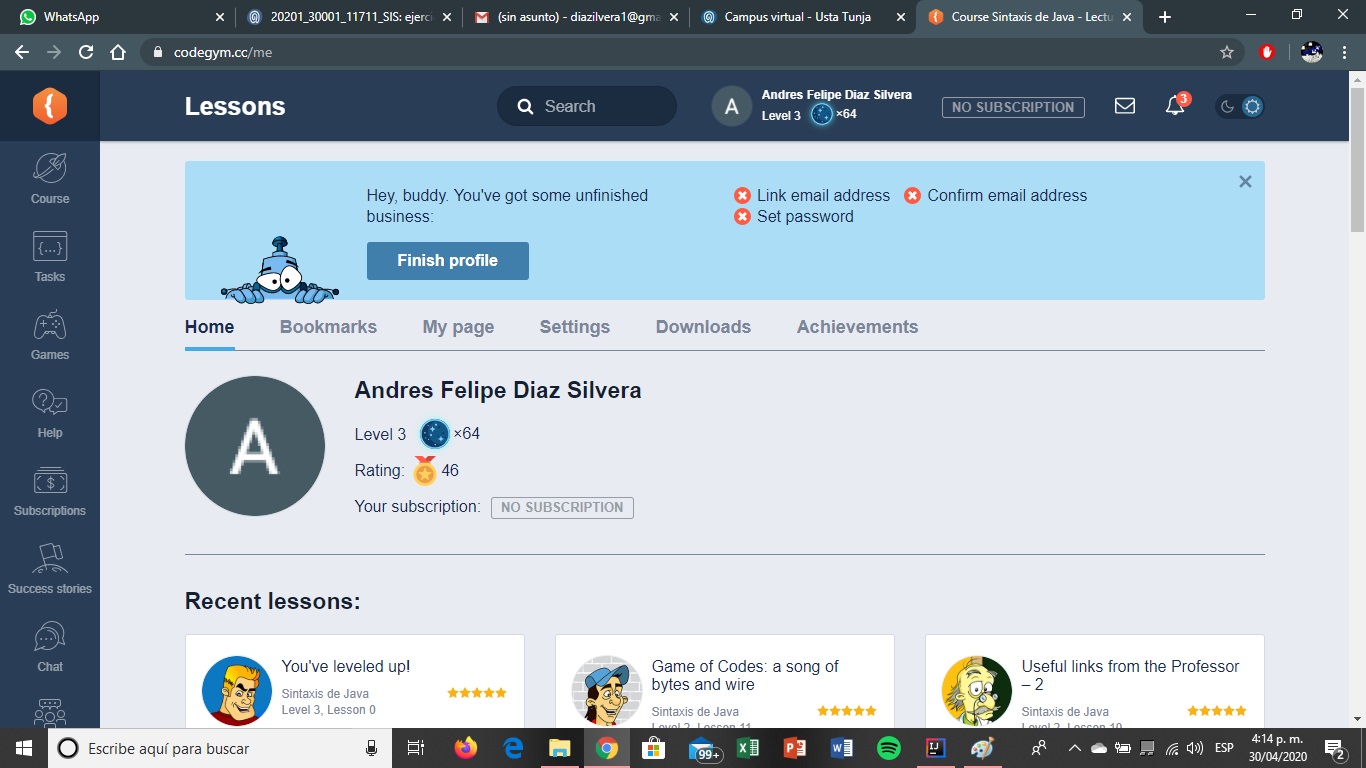 WhatsApp
20201_30001_11711_SIS: ejerci
(sin asunto) - diazilvera1@gma
Campus virtual - Usta Tunja
Course Sintaxis de Java - Lectu
codegym.cc/me
Lessons
Search
A
Andres Felipe Diaz Silvera
Level 3 ×64
NO SUBSCRIPTION
3
Course
Tasks
Games
Help
Subscriptions
Success stories
Chat
Hey, buddy. You've got some unfinished
business:
Link email address
Confirm email address
Set password
Finish profile
Home
Bookmarks
My page
Settings
Downloads
Achievements
A
Andres Felipe Diaz Silvera
Level 3 ×64
Rating: 46
Your subscription: NO SUBSCRIPTION
Recent lessons:
You've leveled up!
Sintaxis de Java
Level 3, Lesson 0
Game of Codes: a song of
bytes and wire
Sintaxis de Java
Level 2, Lesson 11
Useful links from the Professor
– 2
Sintaxis de Java
Level 2, Lesson 10
Escribe aquí para buscar
99+
ESP
4:14 p. m.
30/04/2020
2